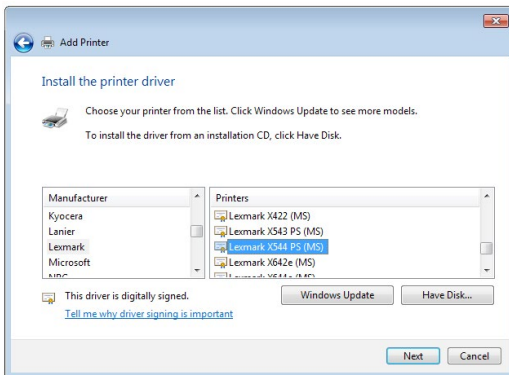 Add Printer
Install the printer driver
Choose your printer from the list. Click Windows Update to see more models.
To install the driver from an installation CD, click Have Disk.
Manufacturer
Kyocera
Lanier
Lexmark
Microsoft
Printers
Lexmark X422 (MS)
Lexmark X543 PS (MS)
Lexmark X544 PS (MS)
Lexmark X642e (MS)
This driver is digitally signed.
Tell me why driver signing is important
Windows Update
Have Disk...
Next
Cancel